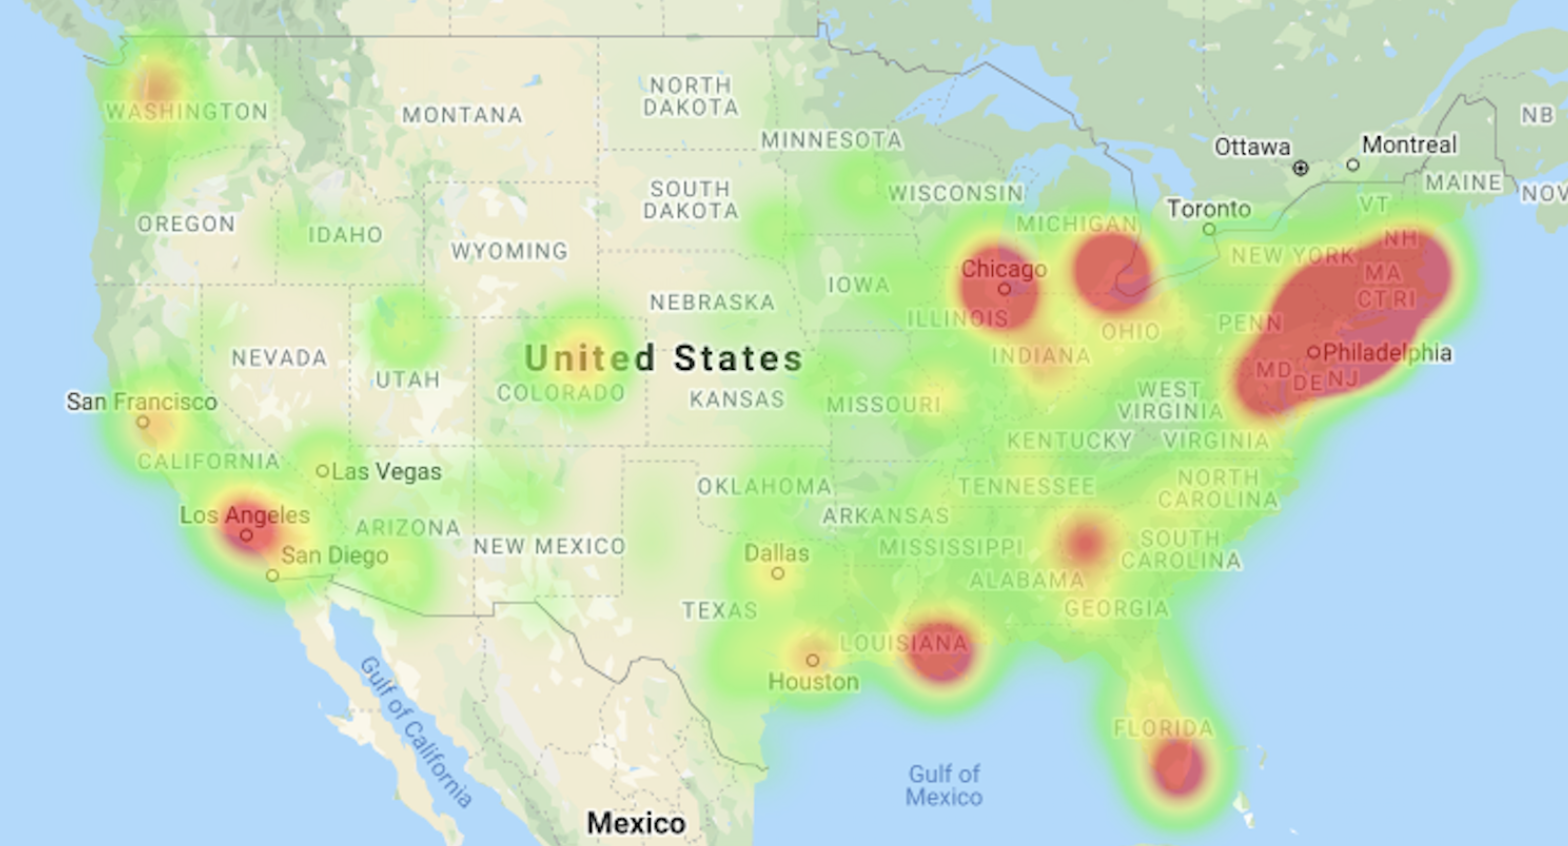 NORTH
DAKOTA
MONTANA
WASHINGTON
MINNESOTA
NB
Ottawa
Montreal
MAINE
NOV
SOUTH
DAKOTA
WISCONSIN
VT
Toronto
OREGON
IDAHO
MICHIGAN
WYOMING
NH
NEW YORK
Chicago
MA
IOWA
CT RI
NEBRASKA
ILLINOIS
PENN
OHIO
NEVADA
United States
INDIANA
Philadelphia
MD
DE NJ
UTAH
COLORADO
KANSAS
MISSOURI
WEST
VIRGINIA
San Francisco
KENTUCKY
VIRGINIA
CALIFORNIA
Las Vegas
OKLAHOMA
TENNESSEE
NORTH
CAROLINA
Los Angeles
ARIZONA
ARKANSAS
San Diego
NEW MEXICO
Dallas
MISSISSIPPI
SOUTH
CAROLINA
ALABAMA
TEXAS
GEORGIA
LOUISIANA
Houston
Gulf of California
FLORIDA
Gulf of
Mexico
Mexico